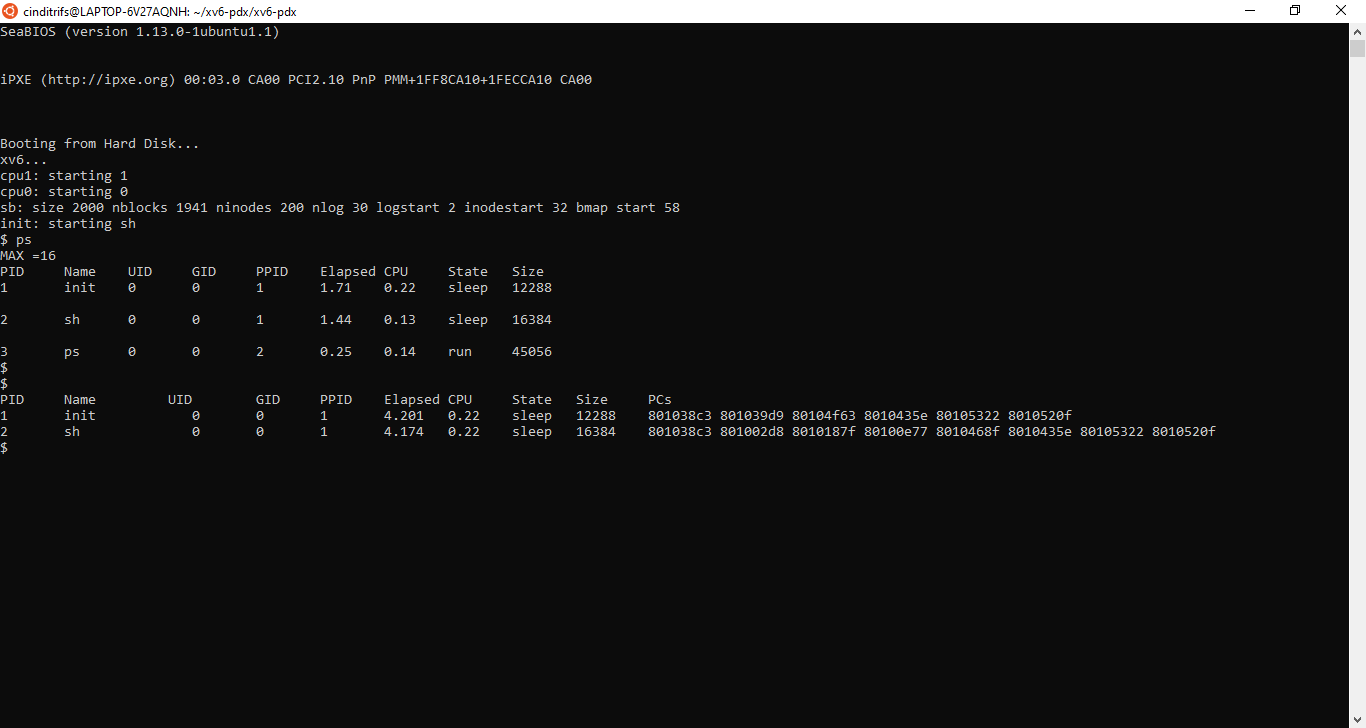 cinditrifs@LAPTOP-6V27AQNH: ~/xv6-pdx/xv6-pdx
SeaBIOS (version 1.13.0-1ubuntu1.1)
iPXE (http://ipxe.org) 00:03.0 CA00 PCI2.10 PnP PMM+1FF8CA10+1FECCA10 CA00
Booting from Hard Disk...
xv6...
cpu1: starting 1
cpu0: starting 0
sb: size 2000 nblocks 1941 ninodes 200 nlog 30 logstart 2 inodestart 32 bmap start 58
init: starting sh
$ ps
MAX =16
PID     Name    UID     GID     PPID    Elapsed CPU     State   Size
1       init    0       0       1       1.71    0.22    sleep   12288
2       sh      0       0       1       1.44    0.13    sleep   16384
3       ps      0       0       2       0.25    0.14    run     45056
$
$
PID     Name         UID        GID     PPID    Elapsed CPU     State   Size     PCs
1       init            0       0       1       4.201   0.22    sleep   12288    801038c3 801039d9 80104f63 8010435e 80105322 8010520f
2       sh              0       0       1       4.174   0.22    sleep   16384    801038c3 801002d8 8010187f 80100e77 8010468f 8010435e 80105322 8010520f
$